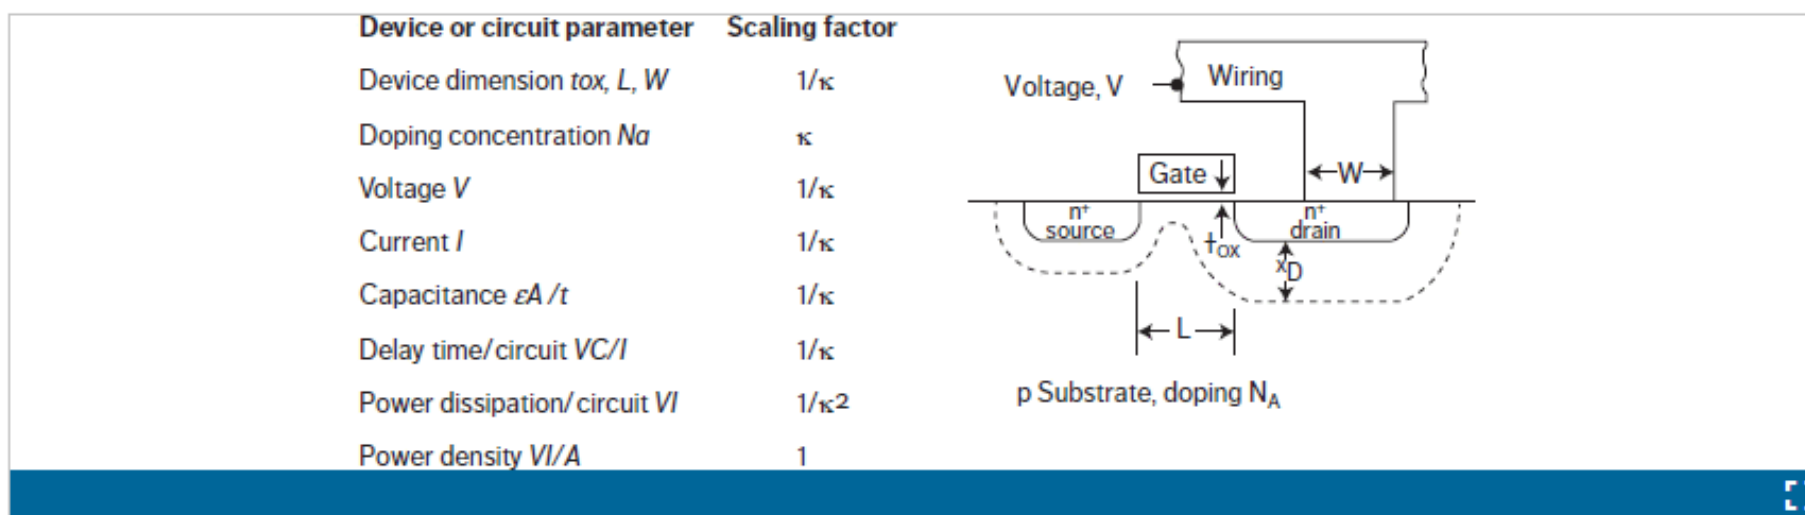 Device or circuit parameter Scaling factor
Device dimension tox, L, W 1/κ
Doping concentration Na κ
Voltage V 1/κ
Current I 1/κ
Capacitance εA/t 1/κ
Delay time/circuit VC/I 1/κ
Power dissipation/circuit VI 1/κ2
Power density VI/A 1
Voltage, V
Wiring
Gate
W
n+
source
tox
n+
drain
xD
L
p Substrate, doping NA